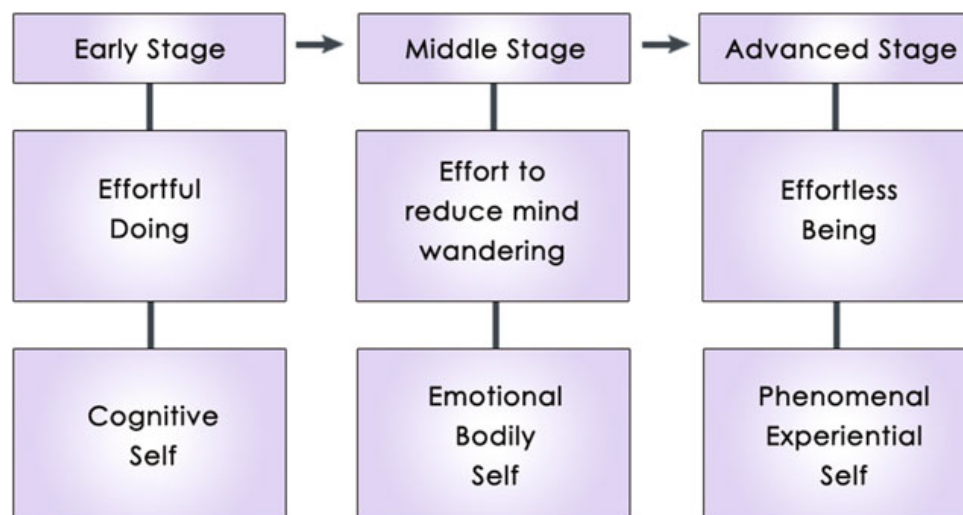 Early Stage
Middle Stage
Advanced Stage
Effortful
Doing
Effort to
reduce mind
wandering
Effortless
Being
Cognitive
Self
Emotional
Bodily
Self
Phenomenal
Experiential
Self